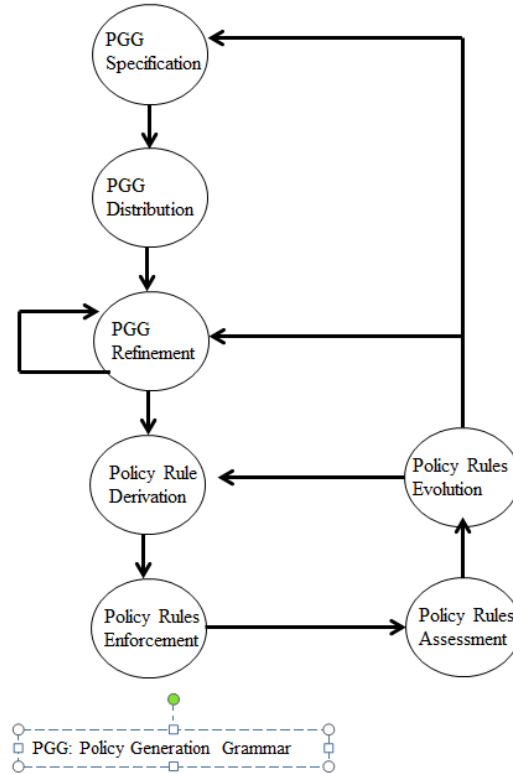 PGG
Specification
PGG
Distribution
PGG
Refinement
Policy Rule
Derivation
Policy Rules
Evolution
Policy Rules
Enforcement
Policy Rules
Assessment
PGG: Policy Generation Grammar